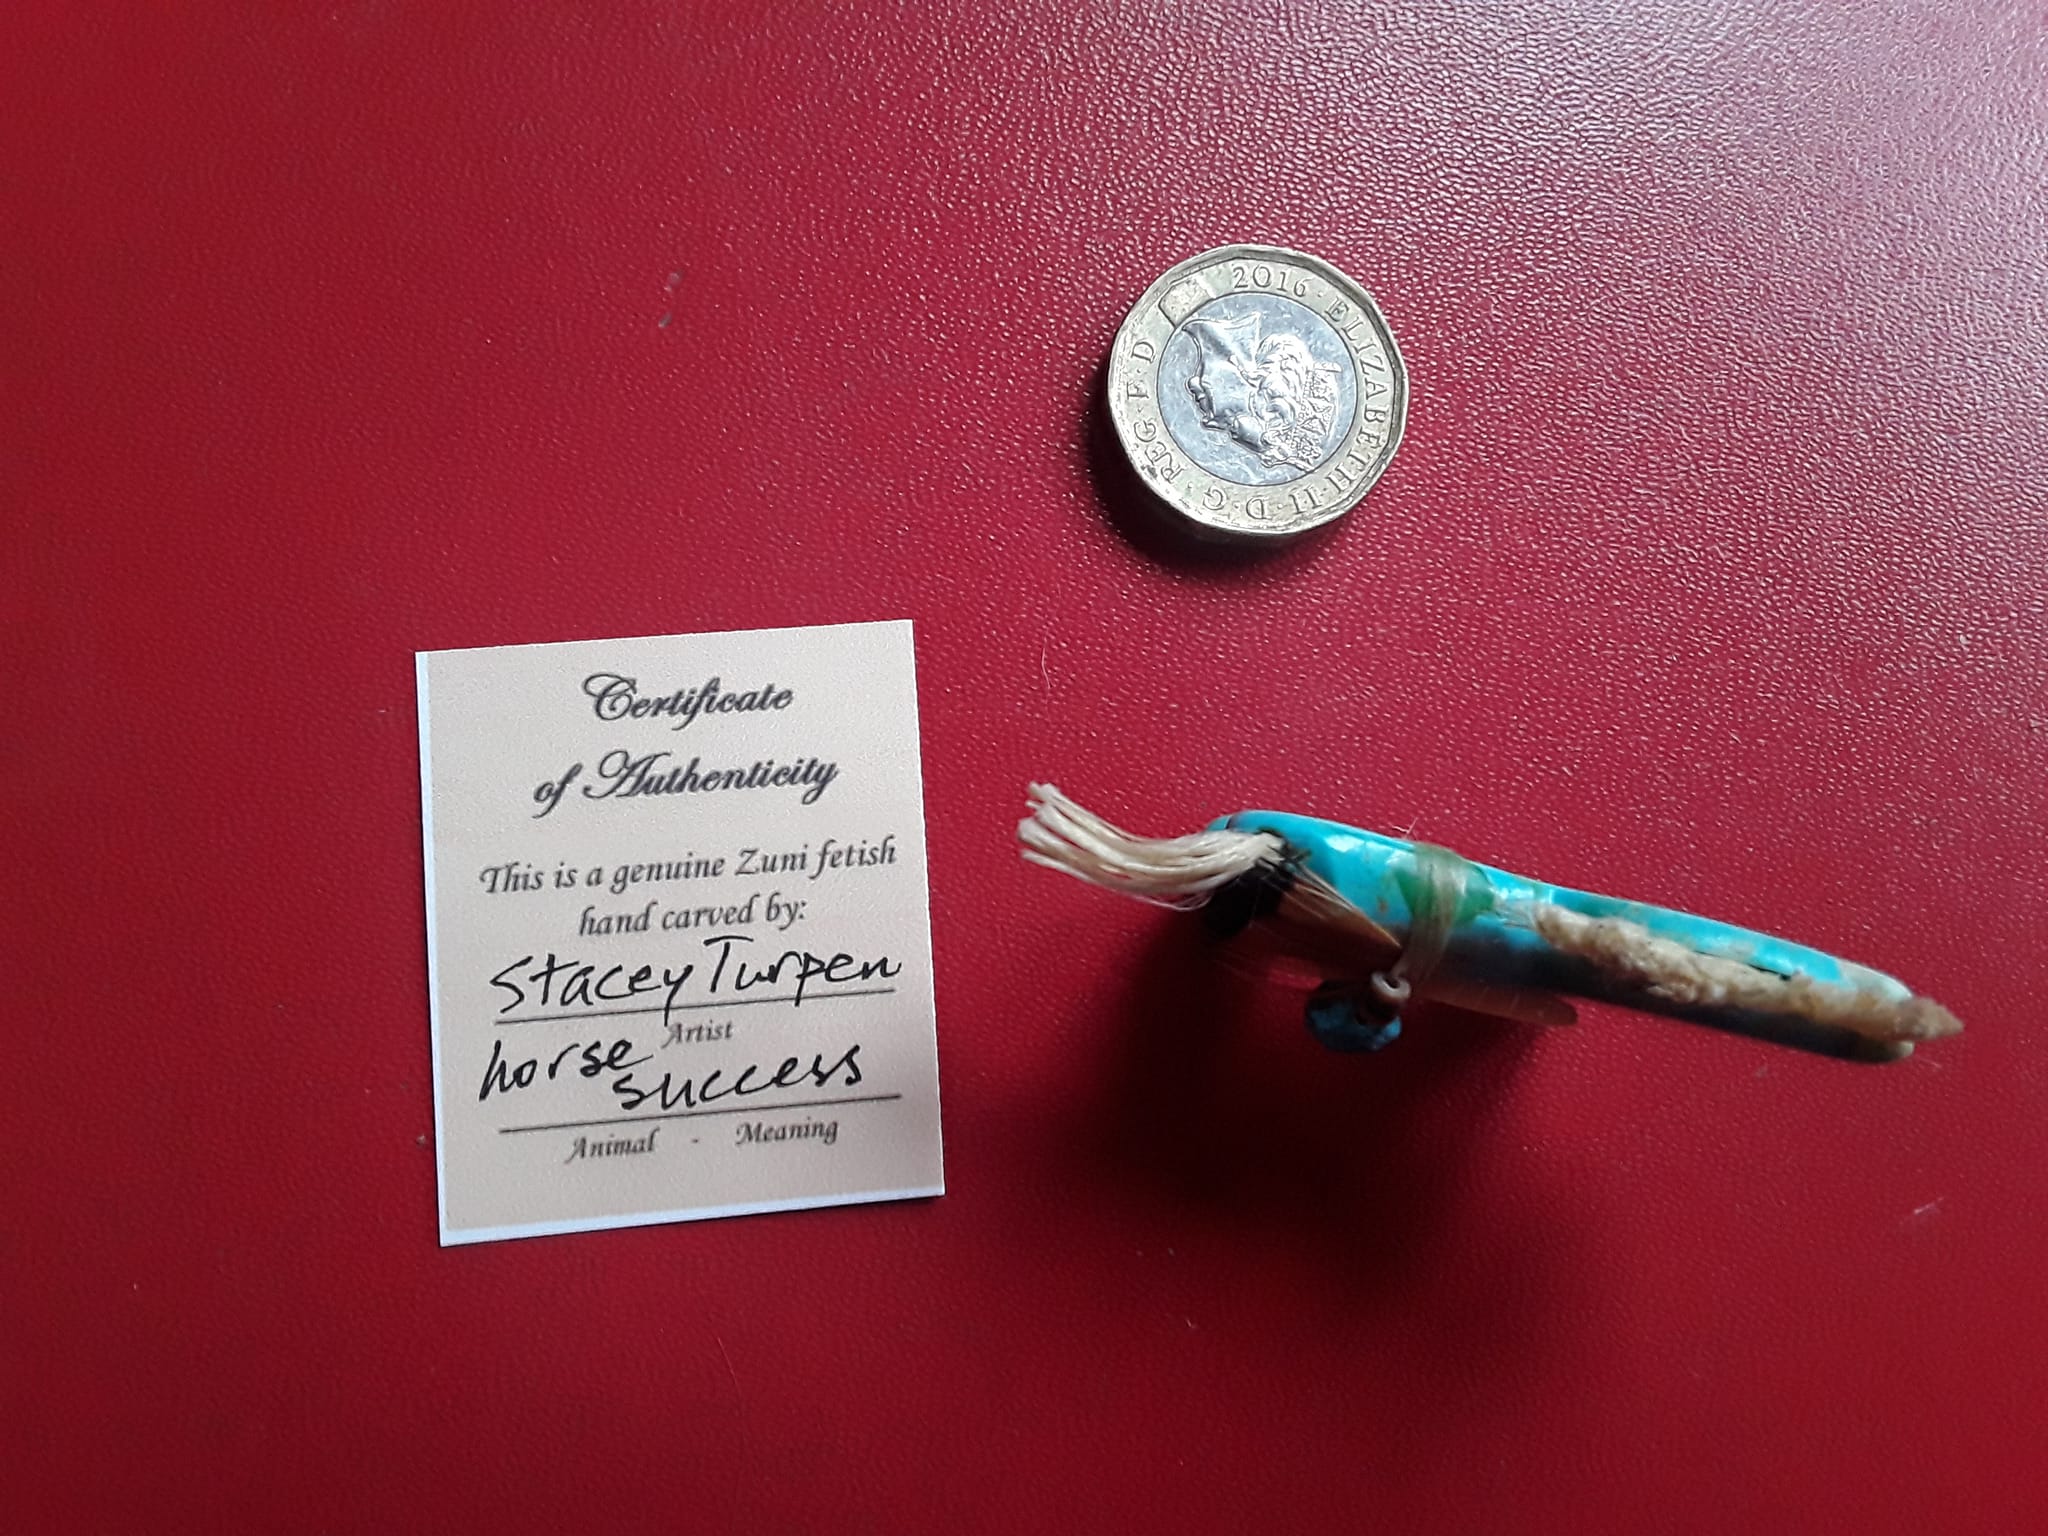 2016 · ELIZABETH · II · D · G · REG · F · D
Certificate
of Authenticity
This is a genuine Zuni fetish
hand carved by:
Stacey Turpen
Artist
horse
success
Animal - Meaning